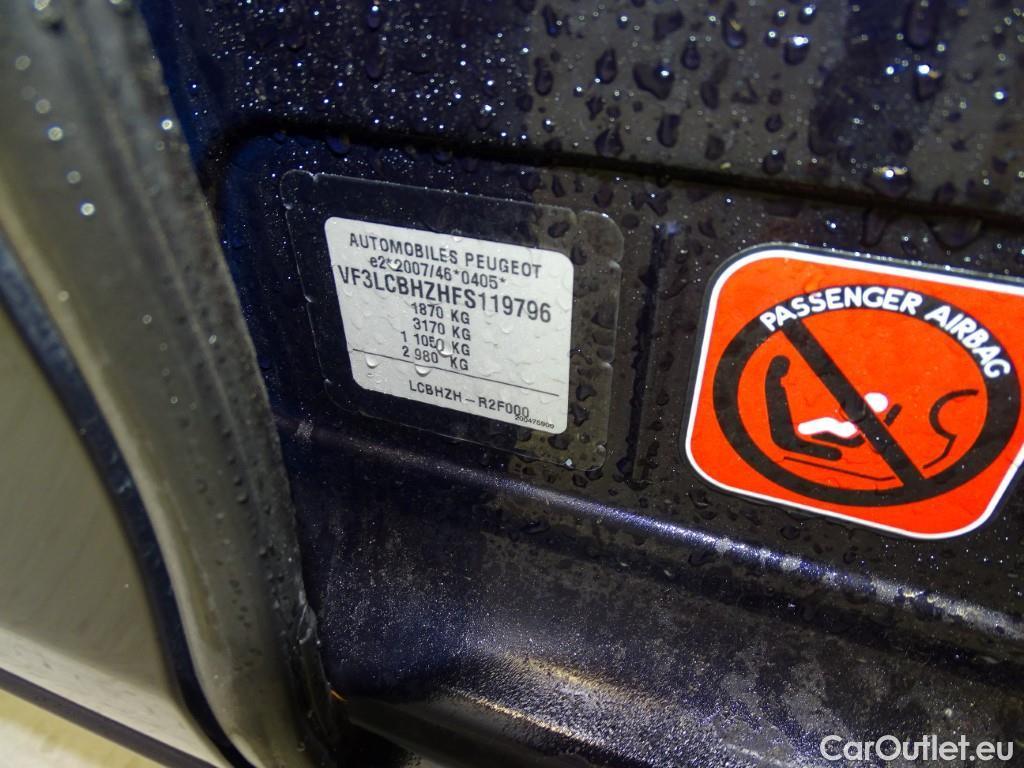 AUTOMOBILES PEUGEOT
e2*2007/46*0405*
VF3LCBHZHFS119796
1870 KG
3170 KG
1 1050 KG
2 980 KG
LCBHZH-R2F000
PASSENGER AIRBAG
CarOutlet.eu